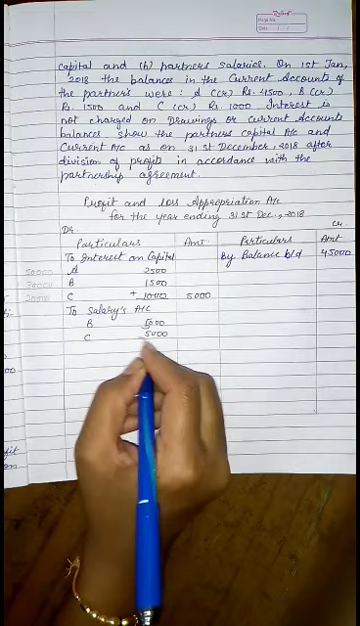 capital and (b) partners salaries. On 1st Jan,
2018 the balances in the Current Accounts of
the partner's were : A (cr) Rs. 4500, B (cr)
Rs. 1500 and C (cr) Rs. 1000. Interest is
not charged on Drawings or Current Accounts
balances show the partners capital A/c and
Current A/c as on 31st December, 2018 after
division of profits in accordance with the
partnership agreement.
Profit and loss Appropriation A/c
for the year ending 31st Dec., 2018
Dr. Cr.
Particulars Amt Particulars Amt
To Interest on Capital By Balance b/d 45000
50000 A 2500
30000 B 1500
20000 C + 1000 5000
To Salary's A/c
B 5000
C 5000